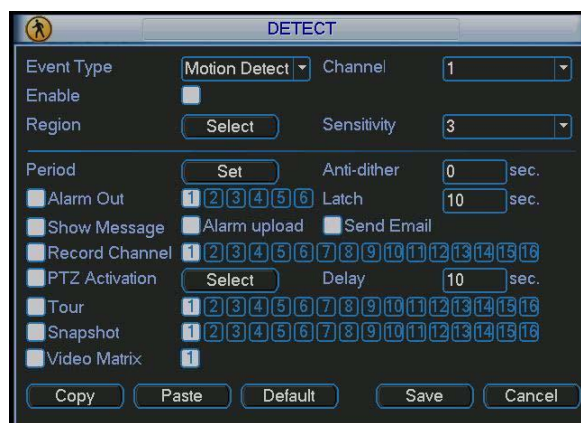 DETECT
Event Type Motion Detect Channel 1
Enable
Region Select Sensitivity 3
Period Set Anti-dither 0 sec.
Alarm Out 1 2 3 4 5 6 Latch 10 sec.
Show Message Alarm upload Send Email
Record Channel 1 2 3 4 5 6 7 8 9 10 11 12 13 14 15 16
PTZ Activation Select Delay 10 sec.
Tour 1 2 3 4 5 6 7 8 9 10 11 12 13 14 15 16
Snapshot 1 2 3 4 5 6 7 8 9 10 11 12 13 14 15 16
Video Matrix 1
Copy Paste Default Save Cancel